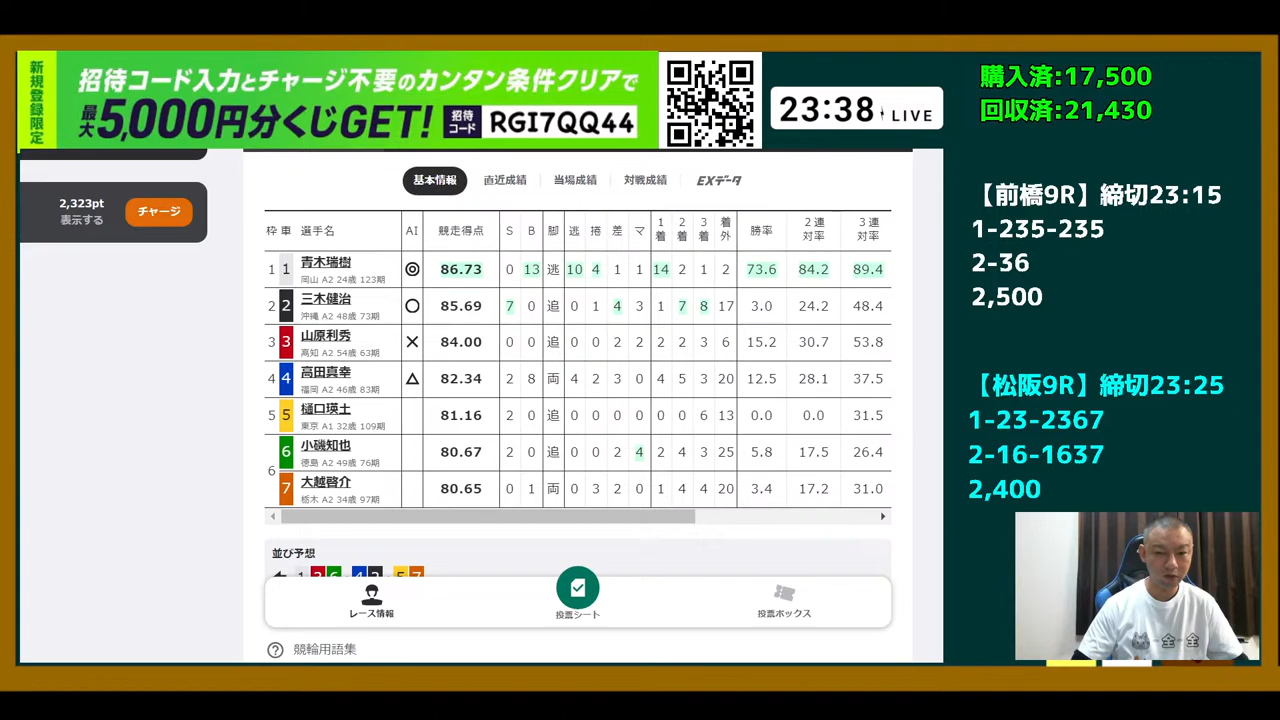 新規登録限定
招待コード入力とチャージ不要のカンタン条件クリアで
最大5,000円分くじGET! 招待コード RGI7QQ44
23:38 LIVE
購入済:17,500
回収済:21,430
2,323pt
表示する
チャージ
基本情報 直近成績 当場成績 対戦成績 EXデータ
枠 車 選手名 AI 競走得点 S B 脚 逃 捲 差 マ 1着 2着 3着 着外 勝率 2連対率 3連対率
1 1 青木瑞樹 ◎ 86.73 0 13 逃 10 4 1 1 14 2 1 2 73.6 84.2 89.4
岡山 A2 24歳 123期
2 2 三木健治 〇 85.69 7 0 追 0 1 4 3 1 7 8 17 3.0 24.2 48.4
沖縄 A2 48歳 73期
3 3 山原利秀 × 84.00 0 0 追 0 0 2 2 2 2 3 6 15.2 30.7 53.8
高知 A2 54歳 63期
4 4 高田真幸 △ 82.34 2 8 両 4 2 3 0 4 5 3 20 12.5 28.1 37.5
福岡 A2 46歳 83期
5 5 樋口瑛土 81.16 2 0 追 0 0 0 0 0 0 6 13 0.0 0.0 31.5
東京 A1 32歳 109期
6 6 小磯知也 80.67 2 0 追 0 0 2 4 2 4 3 25 5.8 17.5 26.4
徳島 A2 49歳 76期
7 大越啓介 80.65 0 1 両 0 3 2 0 1 4 4 20 3.4 17.2 31.0
栃木 A2 34歳 97期
並び予想
1 3 6 4 2 5 7
レース情報
投票シート
投票ボックス
? 競輪用語集
【前橋9R】締切23:15
1-235-235
2-36
2,500
【松阪9R】締切23:25
1-23-2367
2-16-1637
2,400